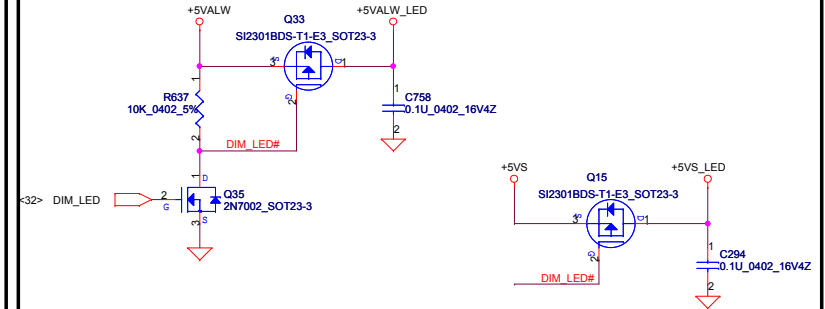 +5VALW
Q33
+5VALW_LED
SI2301BDS-T1-E3_SOT23-3
S
3
D
1
G
2
1
R637
10K_0402_5%
2
1
C758
0.1U_0402_16V4Z
2
DIM_LED#
<32> DIM_LED
2
G
1
D
Q35
2N7002_SOT23-3
S
3
+5VS
Q15
+5VS_LED
SI2301BDS-T1-E3_SOT23-3
S
3
D
1
G
2
DIM_LED#
1
C294
0.1U_0402_16V4Z
2